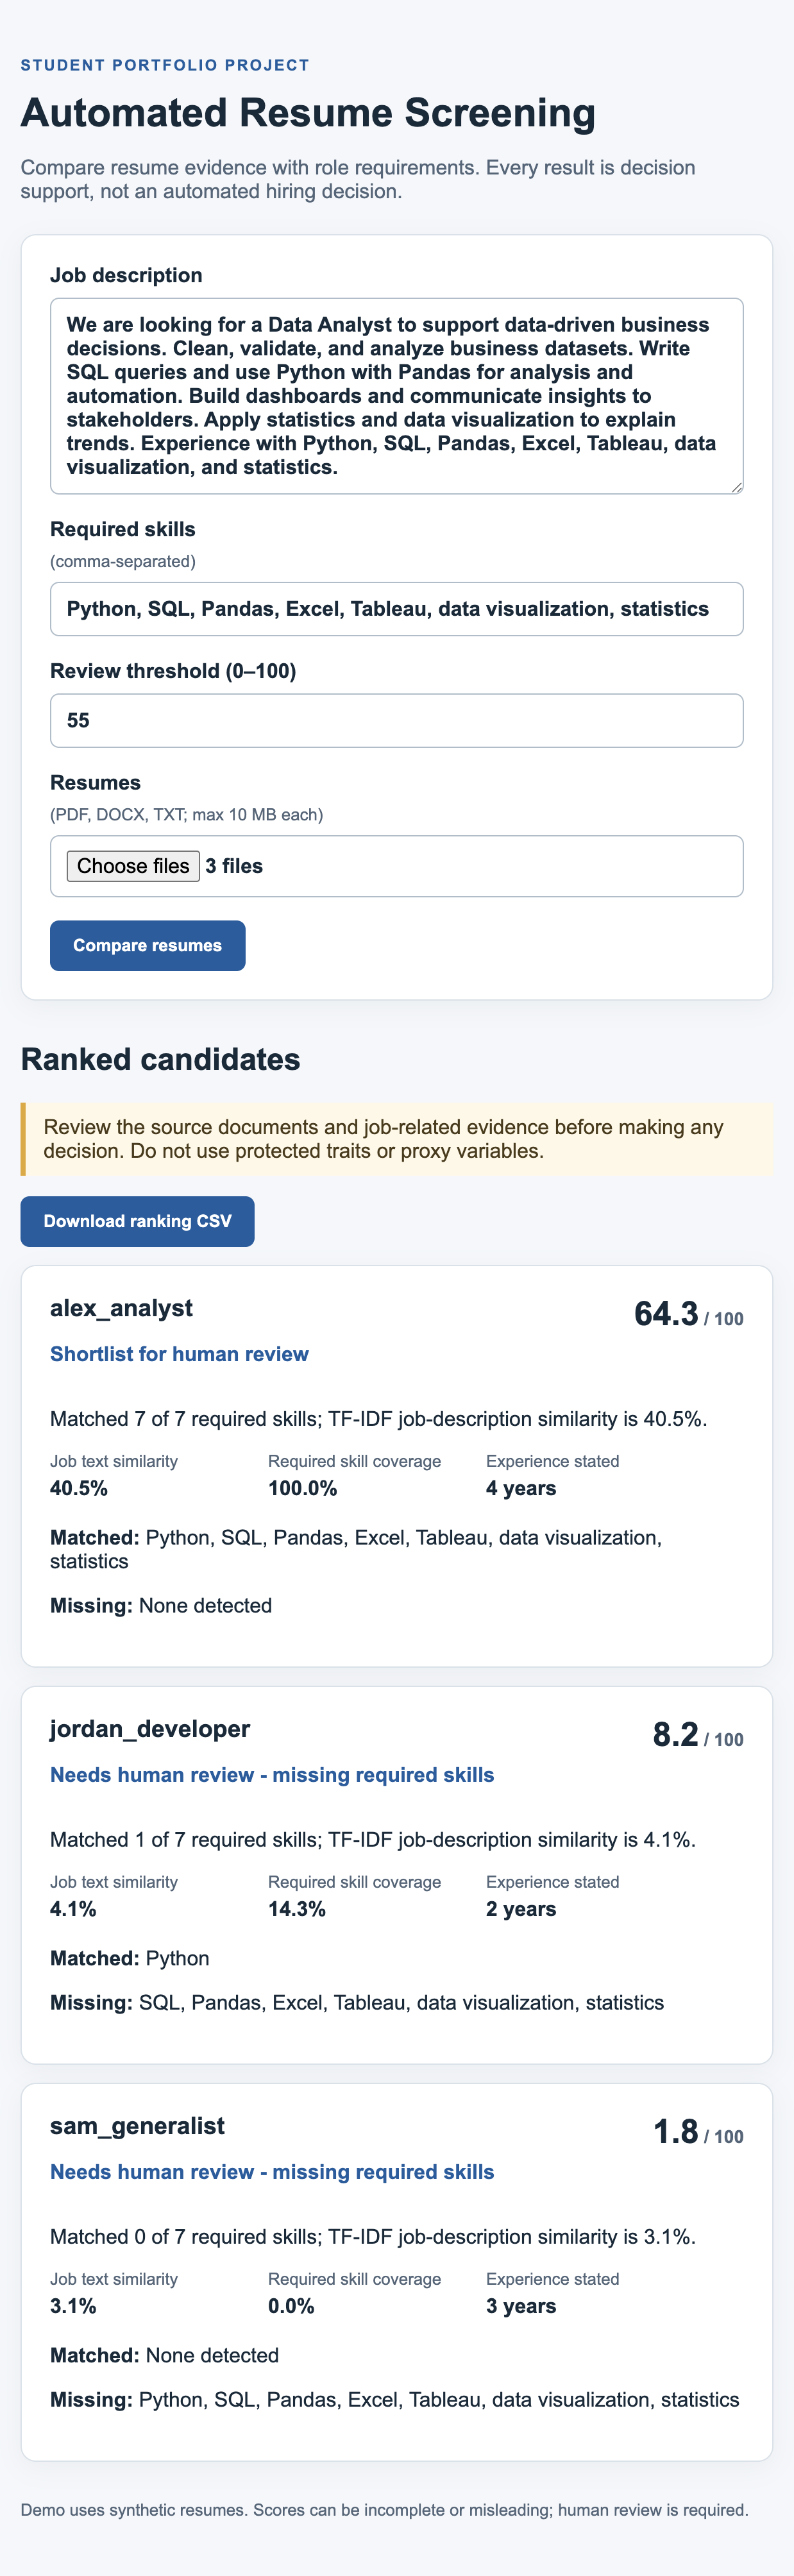 STUDENT PORTFOLIO PROJECT
Automated Resume Screening
Compare resume evidence with role requirements. Every result is decision
support, not an automated hiring decision.
Job description
We are looking for a Data Analyst to support data-driven business
decisions. Clean, validate, and analyze business datasets. Write
SQL queries and use Python with Pandas for analysis and
automation. Build dashboards and communicate insights to
stakeholders. Apply statistics and data visualization to explain
trends. Experience with Python, SQL, Pandas, Excel, Tableau, data
visualization, and statistics.
Required skills
(comma-separated)
Python, SQL, Pandas, Excel, Tableau, data visualization, statistics
Review threshold (0–100)
55
Resumes
(PDF, DOCX, TXT; max 10 MB each)
Choose files 3 files
Compare resumes
Ranked candidates
Review the source documents and job-related evidence before making any
decision. Do not use protected traits or proxy variables.
Download ranking CSV
alex_analyst 64.3 / 100
Shortlist for human review
Matched 7 of 7 required skills; TF-IDF job-description similarity is 40.5%.
Job text similarity Required skill coverage Experience stated
40.5% 100.0% 4 years
Matched: Python, SQL, Pandas, Excel, Tableau, data visualization,
statistics
Missing: None detected
jordan_developer 8.2 / 100
Needs human review - missing required skills
Matched 1 of 7 required skills; TF-IDF job-description similarity is 4.1%.
Job text similarity Required skill coverage Experience stated
4.1% 14.3% 2 years
Matched: Python
Missing: SQL, Pandas, Excel, Tableau, data visualization, statistics
sam_generalist 1.8 / 100
Needs human review - missing required skills
Matched 0 of 7 required skills; TF-IDF job-description similarity is 3.1%.
Job text similarity Required skill coverage Experience stated
3.1% 0.0% 3 years
Matched: None detected
Missing: Python, SQL, Pandas, Excel, Tableau, data visualization, statistics
Demo uses synthetic resumes. Scores can be incomplete or misleading; human review is required.